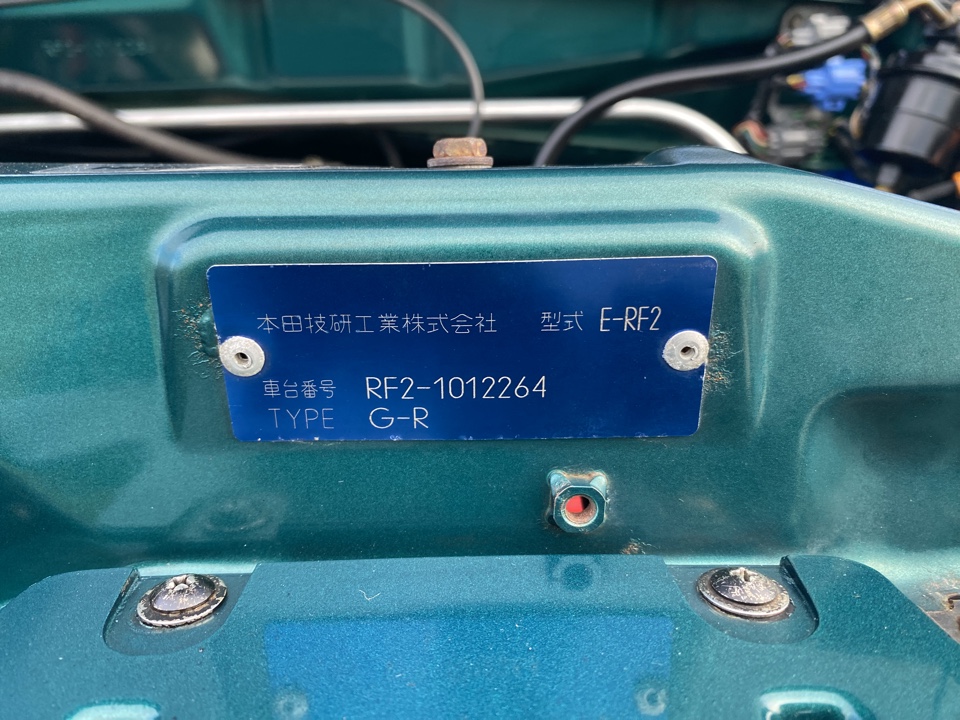 本田技研工業株式会社 型式 E-RF2
車台番号 RF2-1012264
TYPE G-R